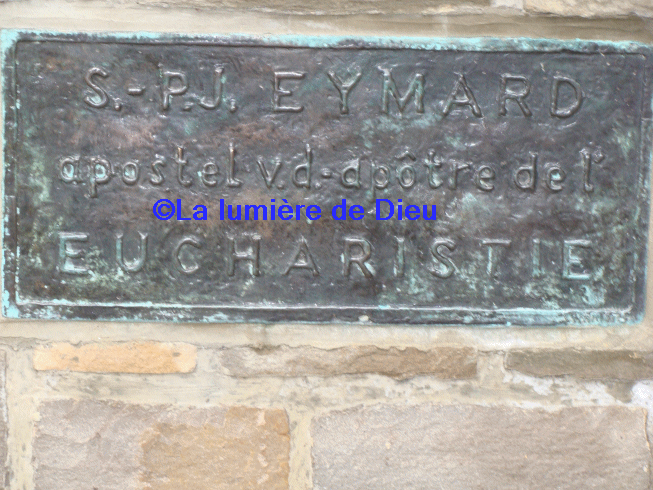 S.-P.J. EYMARD
apostel v.d.-apôtre de l'
©La lumière de Dieu
EUCHARISTIE